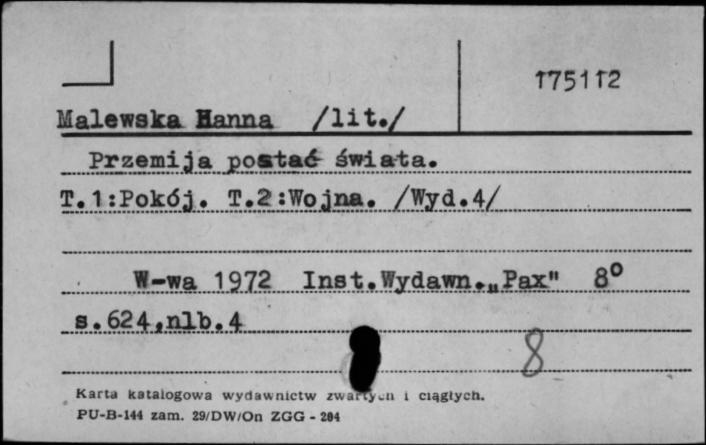 175112
Malewska Hanna /lit./
Przemija postać świata.
T.1:Pokój. T.2:Wojna. /Wyd.4/
W-wa 1972 Inst.Wydawn.„Pax" 8°
s.624,nlb.4
8
Karta katalogowa wydawnictw zwartych i ciągłych.
PU-B-144 zam. 29/DW/On ZGG - 204